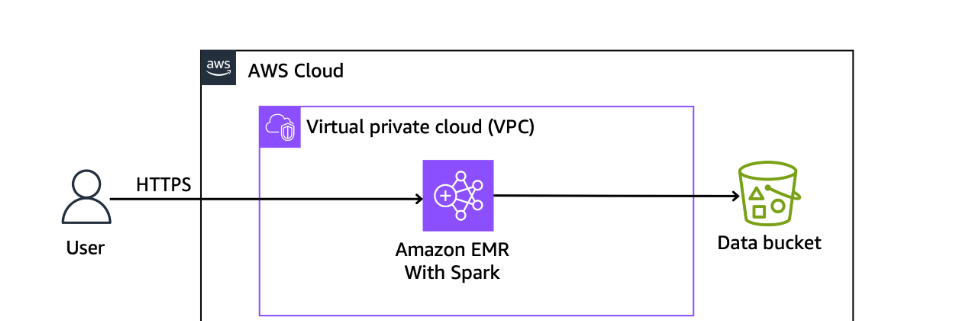 aws
AWS Cloud
Virtual private cloud (VPC)
HTTPS
User
Amazon EMR
With Spark
Data bucket